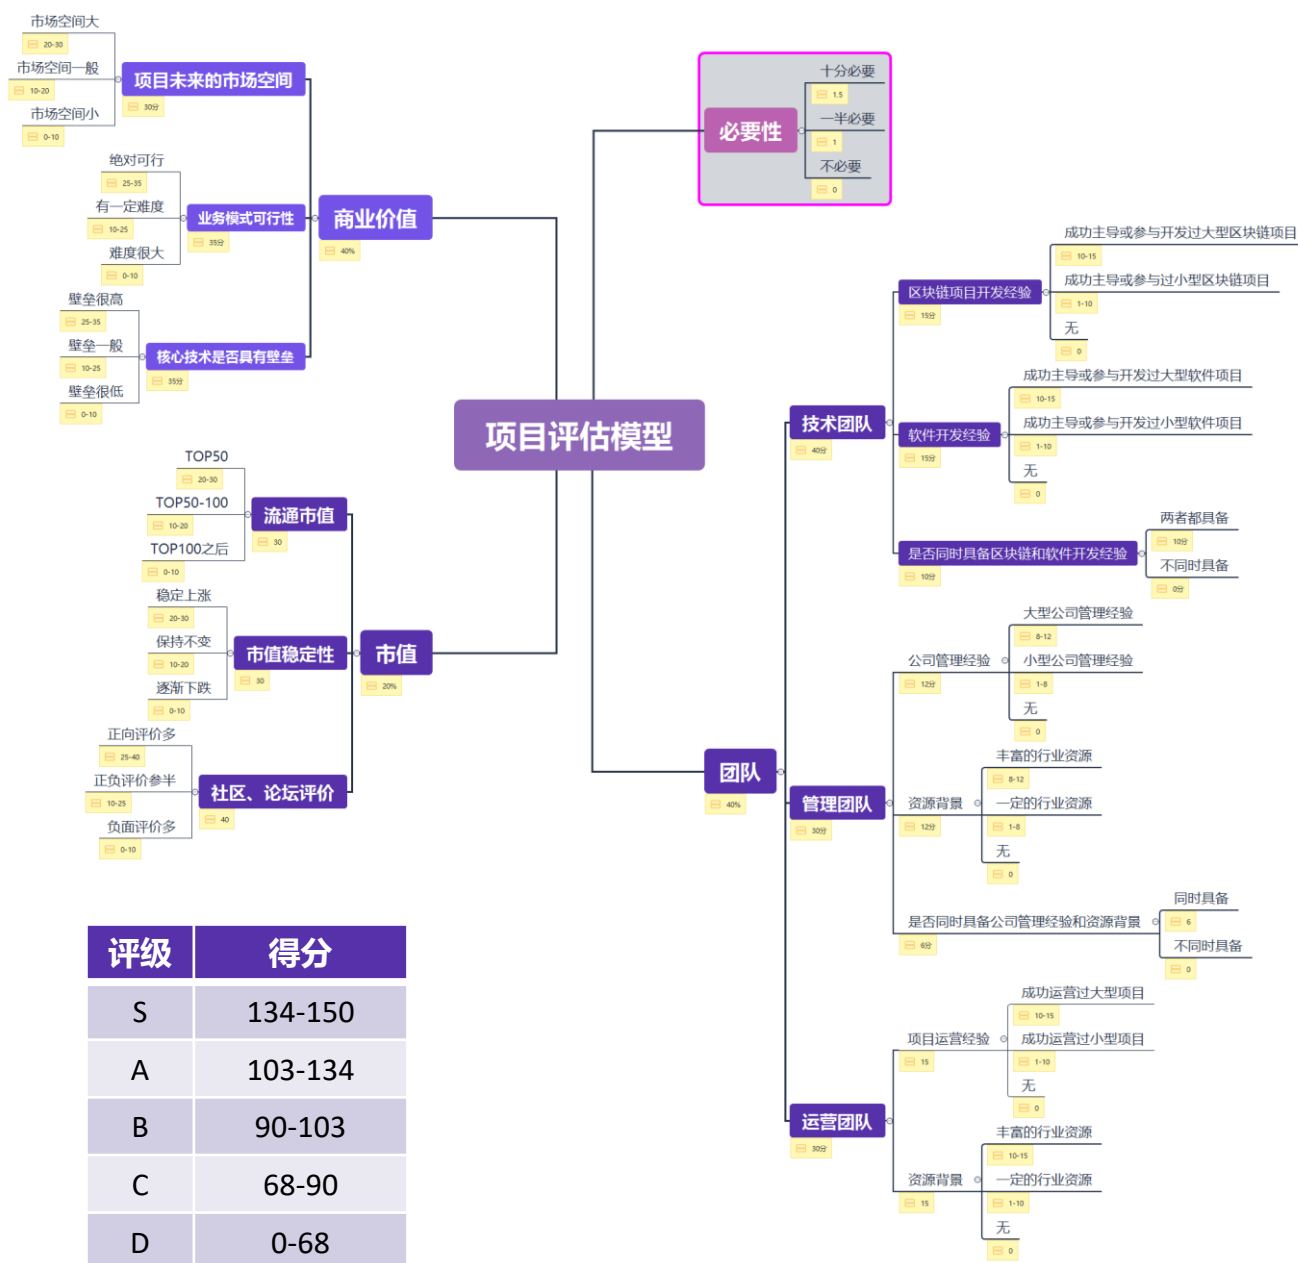 项目评估模型
必要性
十分必要
1.5
一半必要
1
不必要
0
商业价值
40%
项目未来的市场空间
30分
市场空间大
20-30
市场空间一般
10-20
市场空间小
0-10
业务模式可行性
35分
绝对可行
25-35
有一定难度
10-25
难度很大
0-10
核心技术是否具有壁垒
35分
壁垒很高
25-35
壁垒一般
10-25
壁垒很低
0-10
市值
20%
流通市值
30
TOP50
20-30
TOP50-100
10-20
TOP100之后
0-10
市值稳定性
30
稳定上涨
20-30
保持不变
10-20
逐渐下跌
0-10
社区、论坛评价
40
正向评价多
25-40
正负评价参半
10-25
负面评价多
0-10
团队
40%
技术团队
40分
区块链项目开发经验
15分
成功主导或参与开发过大型区块链项目
10-15
成功主导或参与过小型区块链项目
1-10
无
0
软件开发经验
15分
成功主导或参与开发过大型软件项目
10-15
成功主导或参与开发过小型软件项目
1-10
无
0
是否同时具备区块链和软件开发经验
10分
两者都具备
10分
不同时具备
0分
管理团队
30分
公司管理经验
12分
大型公司管理经验
8-12
小型公司管理经验
1-8
无
0
资源背景
12分
丰富的行业资源
8-12
一定的行业资源
1-8
无
0
是否同时具备公司管理经验和资源背景
6分
同时具备
6
不同时具备
0
运营团队
30分
项目运营经验
15
成功运营过大型项目
10-15
成功运营过小型项目
1-10
无
0
资源背景
15
丰富的行业资源
10-15
一定的行业资源
1-10
无
0
评级 得分
S 134-150
A 103-134
B 90-103
C 68-90
D 0-68